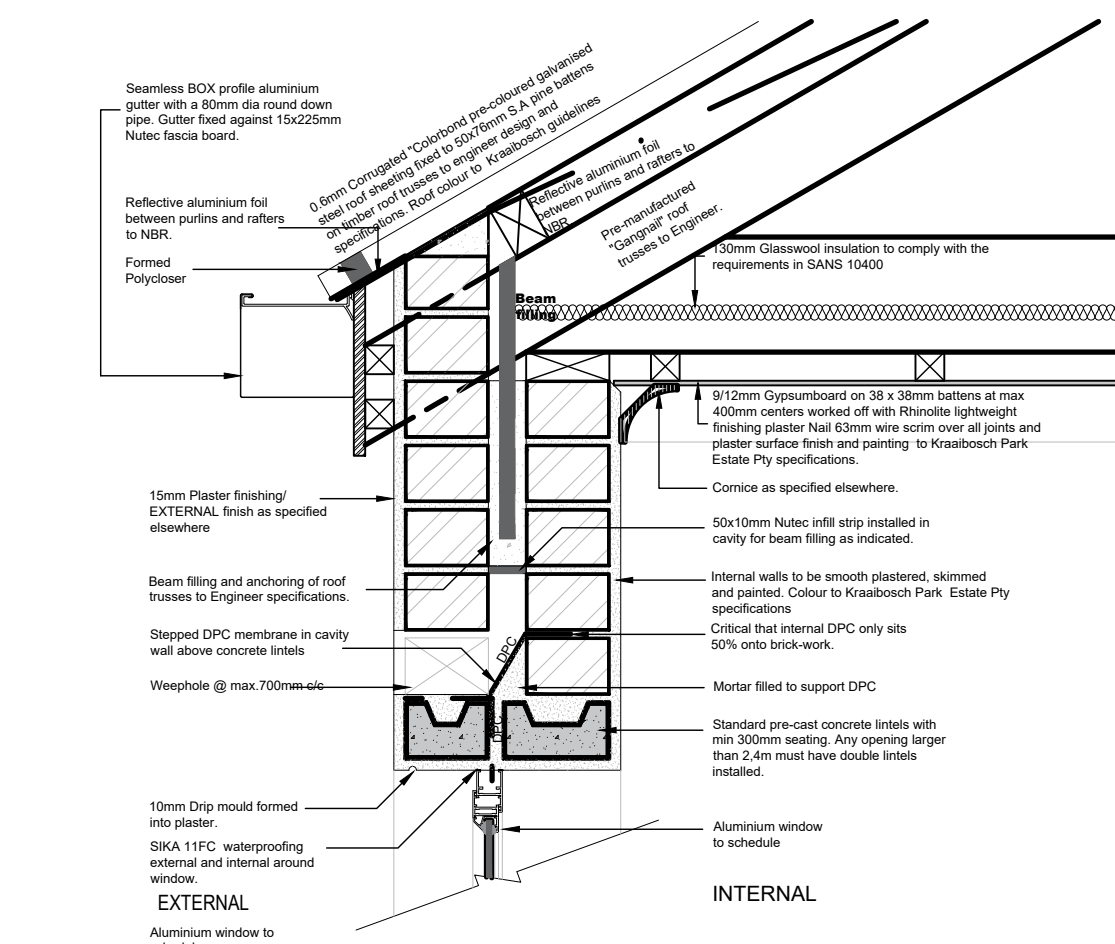 Seamless BOX profile aluminium
gutter with a 80mm dia round down
pipe. Gutter fixed against 15x225mm
Nutec fascia board.
Reflective aluminium foil
between purlins and rafters
to NBR.
Formed
Polycloser
0.6mm Corrugated "Colorbond pre-coloured galvanised
steel roof sheeting fixed to 50x76mm S.A pine battens
on timber roof trusses to engineer design and
specifications. Roof colour to Kraaibosch guidelines
Reflective aluminium foil
between purlins and rafters to
NBR
Pre-manufactured
"Gangnail" roof
trusses to Engineer.
130mm Glasswool insulation to comply with the
requirements in SANS 10400
Beam
filling
9/12mm Gypsumboard on 38 x 38mm battens at max
400mm centers worked off with Rhinolite lightweight
finishing plaster Nail 63mm wire scrim over all joints and
plaster surface finish and painting to Kraaibosch Park
Estate Pty specifications.
Cornice as specified elsewhere.
15mm Plaster finishing/
EXTERNAL finish as specified
elsewhere
50x10mm Nutec infill strip installed in
cavity for beam filling as indicated.
Beam filling and anchoring of roof
trusses to Engineer specifications.
Internal walls to be smooth plastered, skimmed
and painted. Colour to Kraaibosch Park Estate Pty
specifications
Stepped DPC membrane in cavity
wall above concrete lintels
DPC
Critical that internal DPC only sits
50% onto brick-work.
Weephole @ max.700mm c/c
Mortar filled to support DPC
DPC
Standard pre-cast concrete lintels with
min 300mm seating. Any opening larger
than 2,4m must have double lintels
installed.
10mm Drip mould formed
into plaster.
SIKA 11FC waterproofing
external and internal around
window.
Aluminium window
to schedule
EXTERNAL
INTERNAL
Aluminium window to